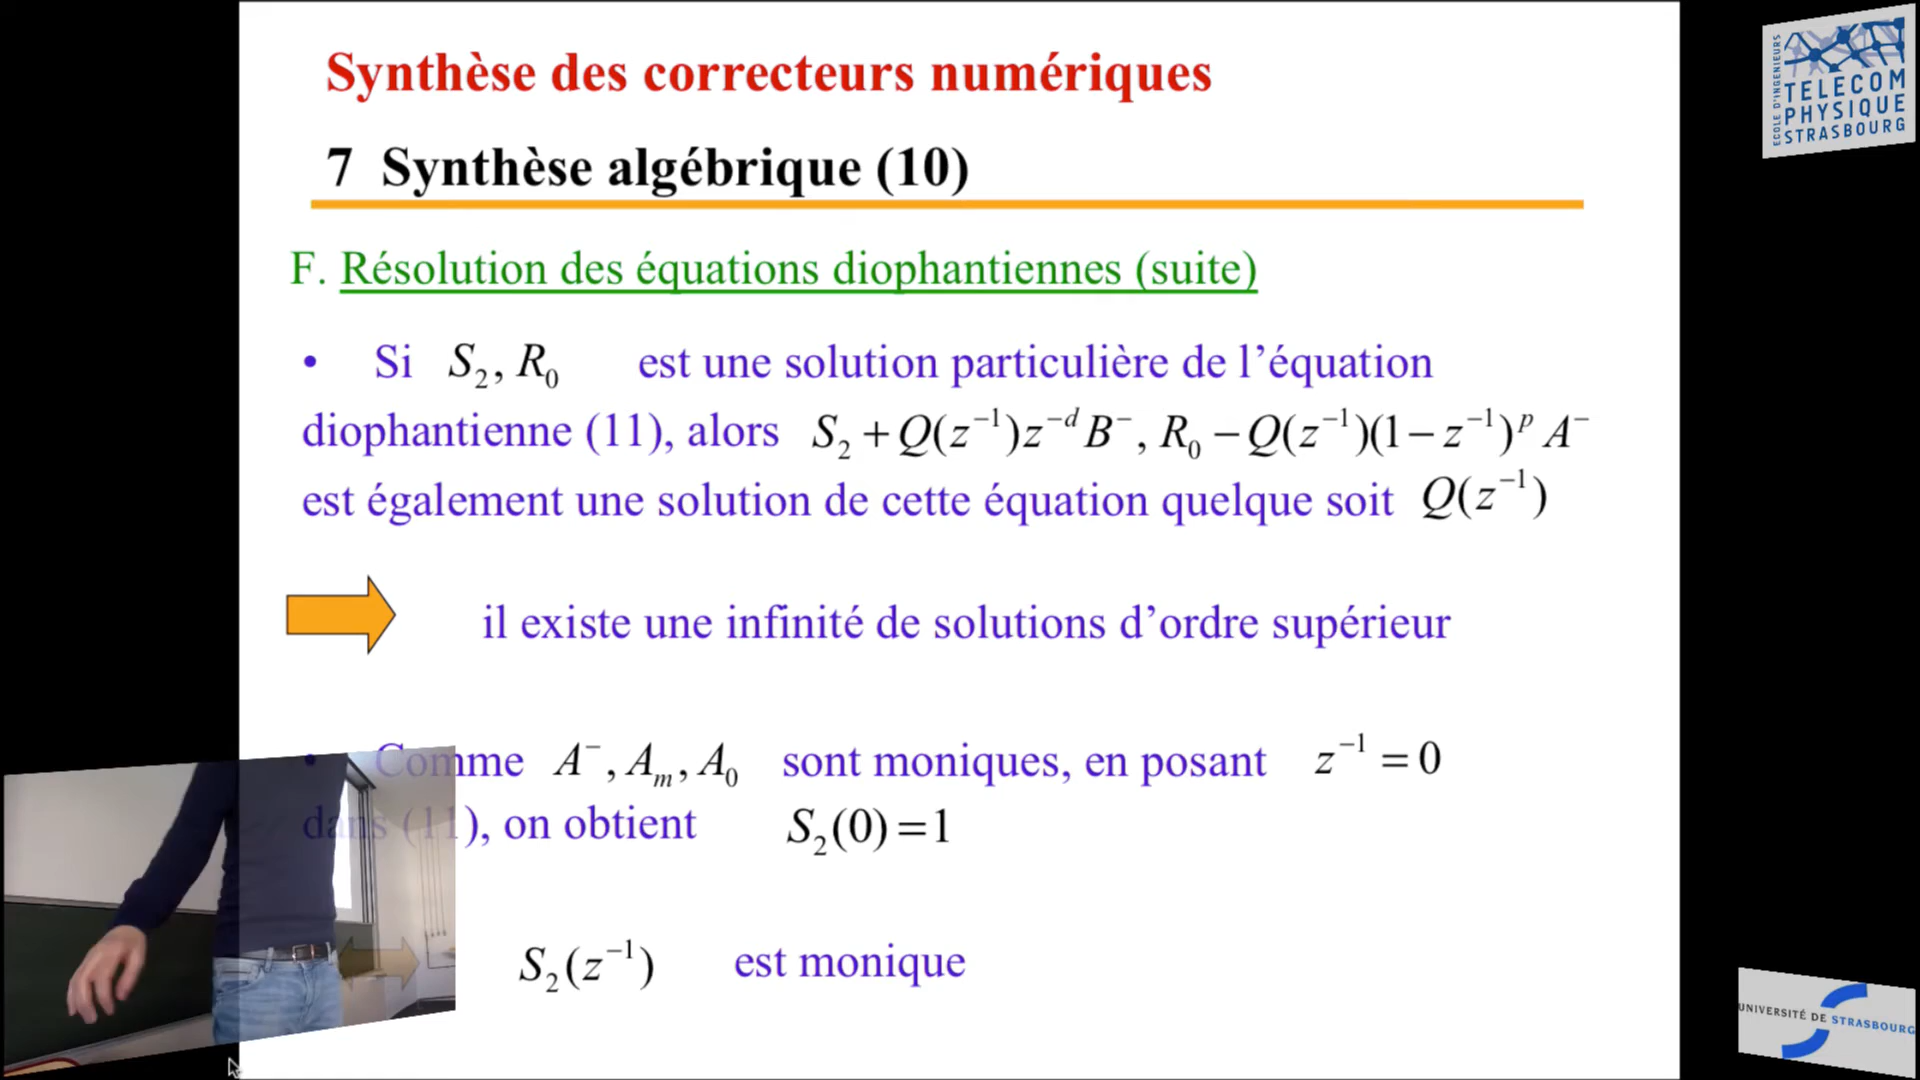 Synthèse des correcteurs numériques
7 Synthèse algébrique (10)
F. Résolution des équations diophantiennes (suite)
• Si S₂, R₀ est une solution particulière de l’équation
diophantienne (11), alors S₂ + Q(z⁻¹)z⁻ᵈ B⁻, R₀ − Q(z⁻¹)(1 − z⁻¹)ᵖ A⁻
est également une solution de cette équation quelque soit Q(z⁻¹)
il existe une infinité de solutions d’ordre supérieur
• Comme A⁻, Aₘ, A₀ sont moniques, en posant z⁻¹ = 0
dans (11), on obtient S₂(0) = 1
S₂(z⁻¹) est monique
ECOLE D'INGENIEURS
TELECOM
PHYSIQUE
STRASBOURG
UNIVERSITÉ DE STRASBOURG